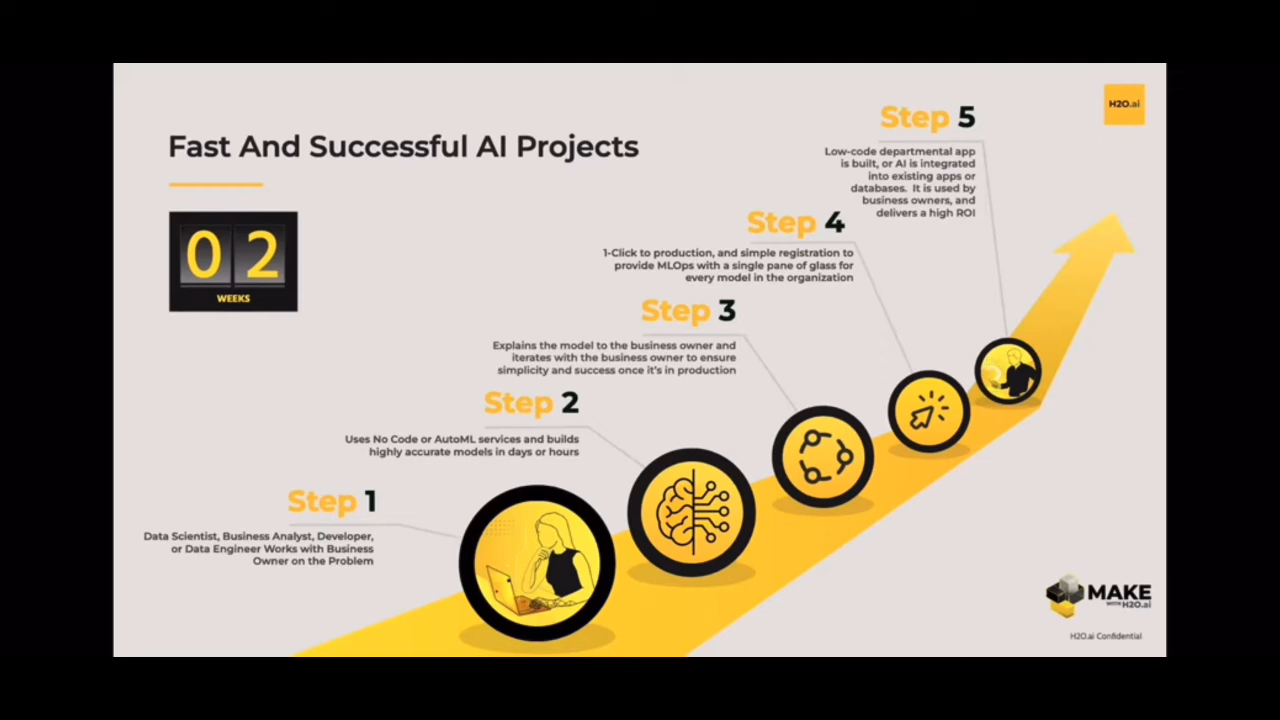 H2O.ai
Fast And Successful AI Projects
02
WEEKS
Step 1
Data Scientist, Business Analyst, Developer,
or Data Engineer Works with Business
Owner on the Problem
Step 2
Uses No Code or AutoML services and builds
highly accurate models in days or hours
Step 3
Explains the model to the business owner and
iterates with the business owner to ensure
simplicity and success once it's in production
Step 4
1-Click to production, and simple registration to
provide MLOps with a single pane of glass for
every model in the organization
Step 5
Low-code departmental app
is built, or AI is integrated
into existing apps or
databases. It is used by
business owners, and
delivers a high ROI
MAKE
WITH H2O.ai
H2O.ai Confidential